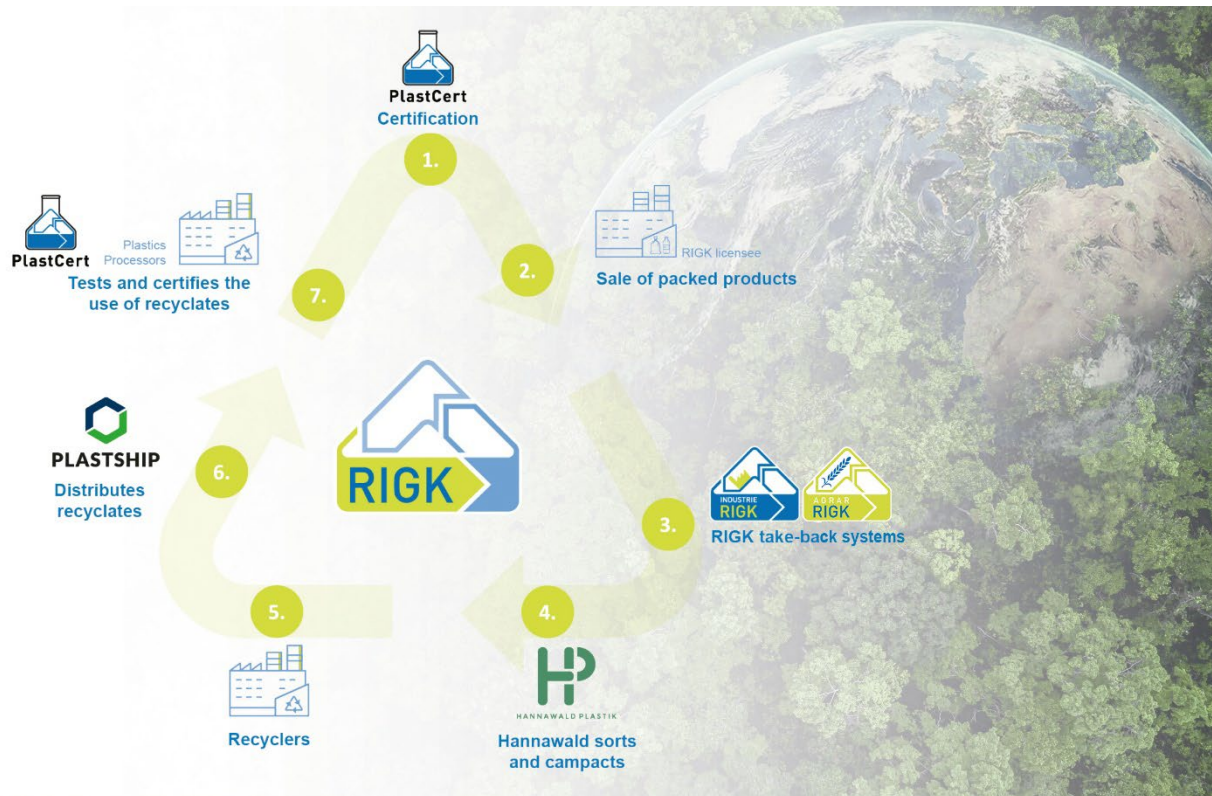 PlastCert
Certification
1.
2.
RIGK licensee
Sale of packed products
3.
INDUSTRIE
RIGK
AGRAR
RIGK
RIGK take-back systems
4.
HP
HANNAWALD PLASTIK
Hannawald sorts
and campacts
5.
Recyclers
6.
PLASTSHIP
Distributes
recyclates
7.
PlastCert
Plastics
Processors
Tests and certifies the
use of recyclates
RIGK